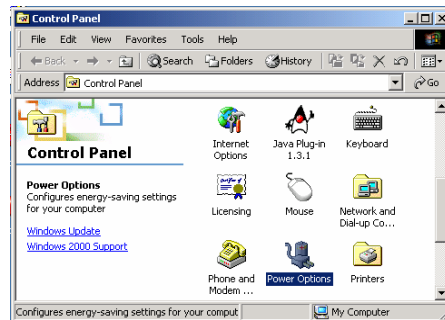 Control Panel
File Edit View Favorites Tools Help
Back Search Folders History
Address Control Panel Go
Control Panel
Power Options
Configures energy-saving settings
for your computer
Windows Update
Windows 2000 Support
Internet
Options
Java Plug-in
1.3.1
Keyboard
Licensing
Mouse
Network and
Dial-up Co...
Phone and
Modem ...
Power Options
Printers
Configures energy-saving settings for your comput
My Computer